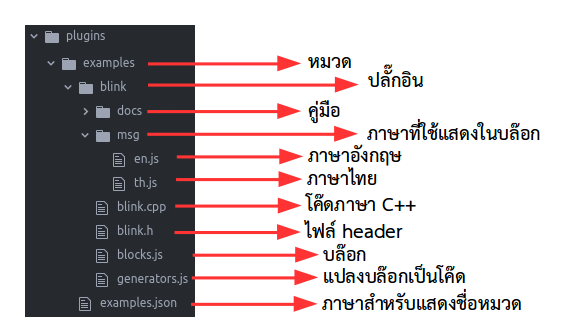 plugins
examples หมวด
blink ปลั๊กอิน
docs คู่มือ
msg ภาษาที่ใช้แสดงในบล๊อก
en.js ภาษาอังกฤษ
th.js ภาษาไทย
blink.cpp โค๊ดภาษา C++
blink.h ไฟล์ header
blocks.js บล๊อก
generators.js แปลงบล๊อกเป็นโค๊ด
examples.json ภาษาสำหรับแสดงชื่อหมวด